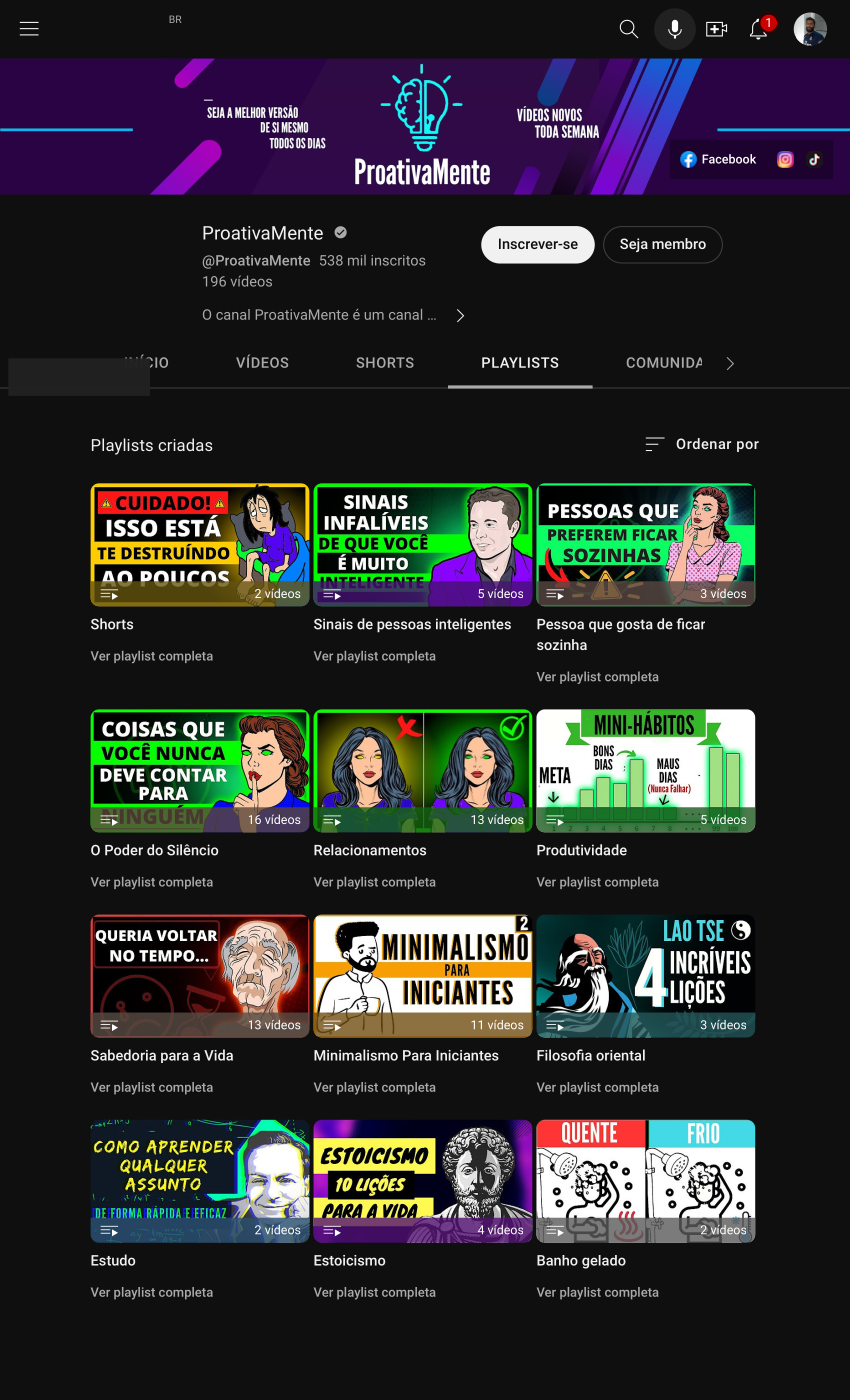 BR
1
SEJA A MELHOR VERSÃO
DE SI MESMO
TODOS OS DIAS
VÍDEOS NOVOS
TODA SEMANA
ProativaMente
Facebook
ProativaMente
@ProativaMente 538 mil inscritos
196 vídeos
O canal ProativaMente é um canal ...
Inscrever-se
Seja membro
INÍCIO
VÍDEOS
SHORTS
PLAYLISTS
COMUNIDA
Playlists criadas
Ordenar por
CUIDADO!
ISSO ESTÁ
TE DESTRUÍNDO
AO POUCOS
2 vídeos
Shorts
Ver playlist completa
SINAIS
INFALÍVEIS
DE QUE VOCÊ
É MUITO
INTELIGENTE
5 vídeos
Sinais de pessoas inteligentes
Ver playlist completa
PESSOAS QUE
PREFEREM FICAR
SOZINHAS
3 vídeos
Pessoa que gosta de ficar
sozinha
Ver playlist completa
COISAS QUE
VOCÊ NUNCA
DEVE CONTAR
PARA
NINGUÉM
16 vídeos
O Poder do Silêncio
Ver playlist completa
13 vídeos
Relacionamentos
Ver playlist completa
MINI-HÁBITOS
BONS
DIAS
META
MAUS
DIAS
(Nunca Falhar)
5 vídeos
Produtividade
Ver playlist completa
QUERIA VOLTAR
NO TEMPO...
13 vídeos
Sabedoria para a Vida
Ver playlist completa
2
MINIMALISMO
PARA
INICIANTES
11 vídeos
Minimalismo Para Iniciantes
Ver playlist completa
LAO TSE
4 INCRÍVEIS
LIÇÕES
3 vídeos
Filosofia oriental
Ver playlist completa
COMO APRENDER
QUALQUER
ASSUNTO
DE FORMA RÁPIDA E EFICAZ
2 vídeos
Estudo
Ver playlist completa
ESTOICISMO
10 LIÇÕES
PARA A VIDA
4 vídeos
Estoicismo
Ver playlist completa
QUENTE
FRIO
2 vídeos
Banho gelado
Ver playlist completa